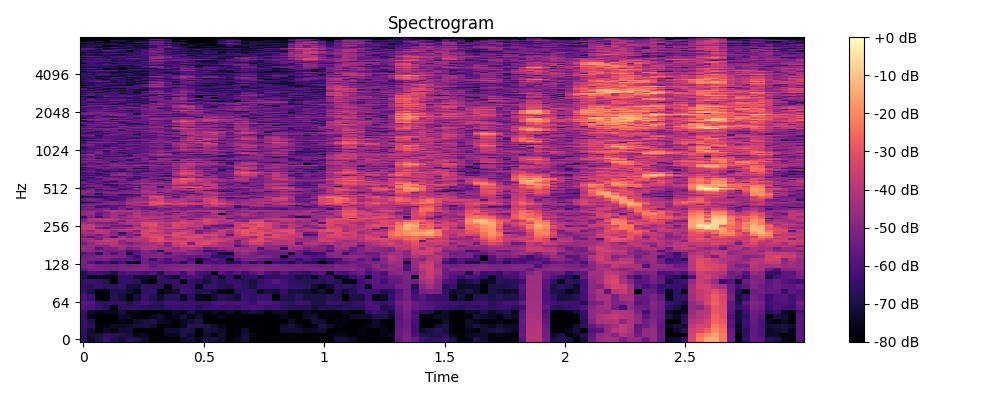 Spectrogram
Hz
4096
2048
1024
512
256
128
64
0
0
0.5
1
1.5
2
2.5
Time
+0 dB
-10 dB
-20 dB
-30 dB
-40 dB
-50 dB
-60 dB
-70 dB
-80 dB